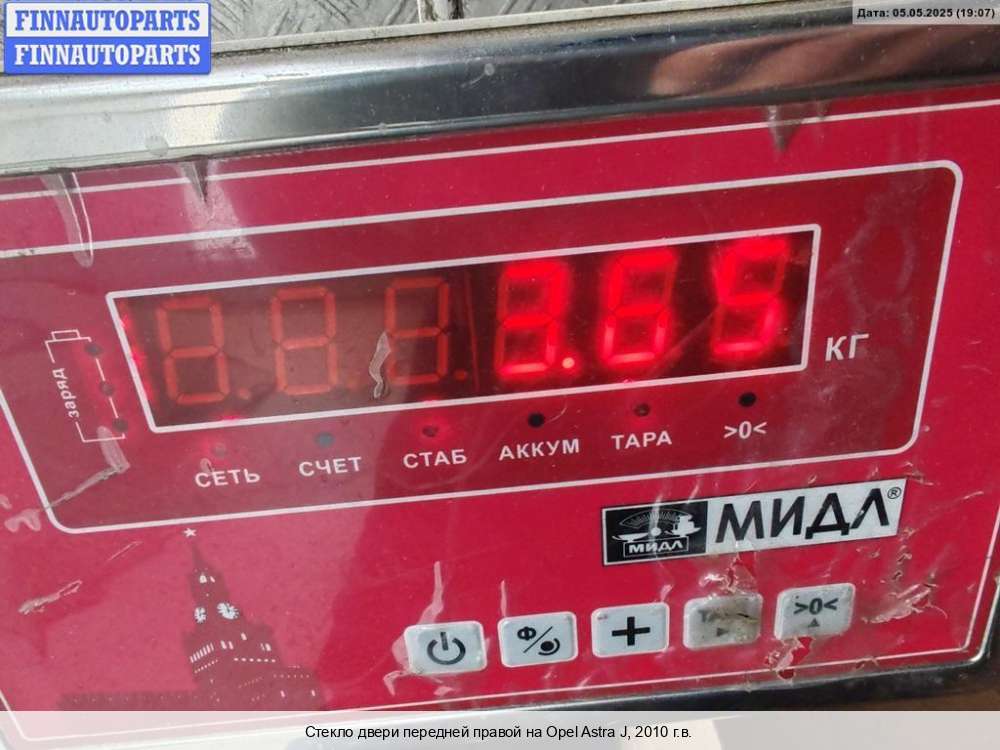 FINNAUTOPARTS
FINNAUTOPARTS
Дата: 05.05.2025 (19:07)
3.65
КГ
заряд
СЕТЬ СЧЕТ СТАБ АККУМ ТАРА >0<
МИДЛ МИДЛ®
Ф/ + >0<
Стекло двери передней правой на Opel Astra J, 2010 г.в.